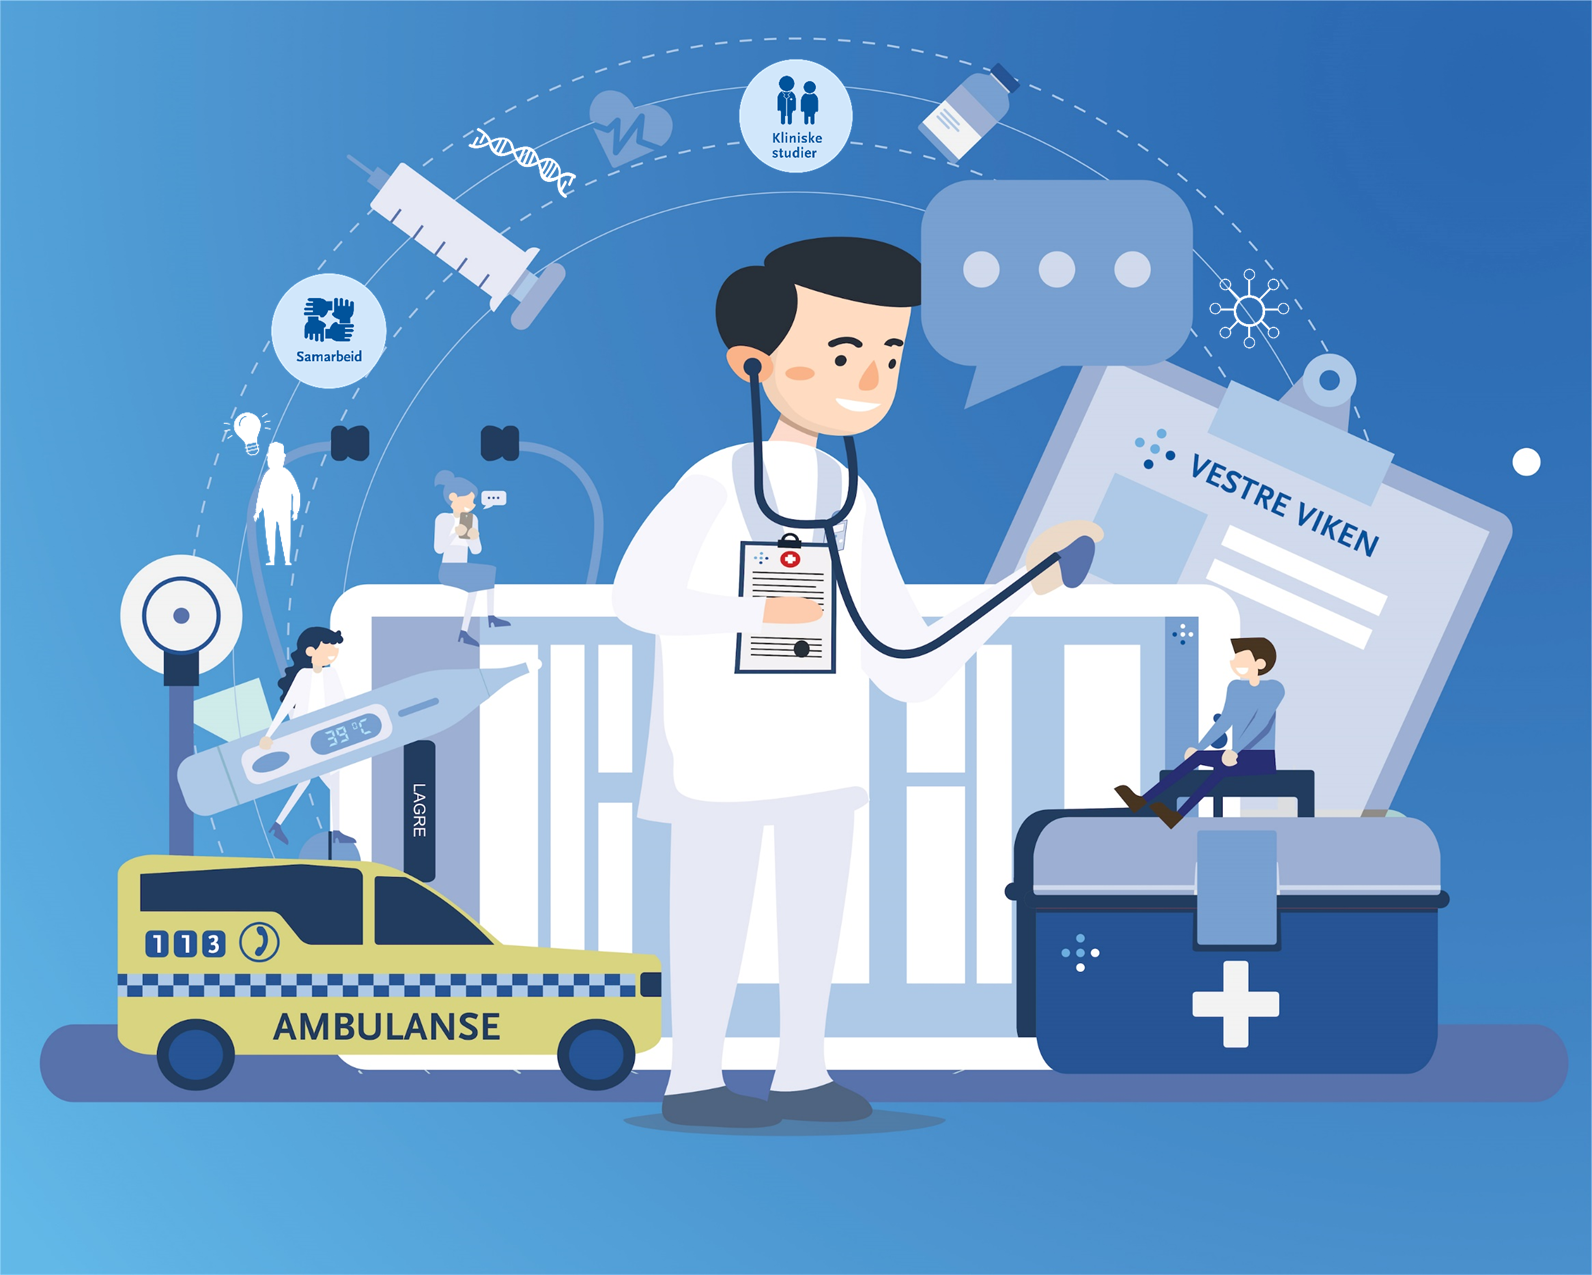 Kliniske
studier
Samarbeid
VESTRE VIKEN
39°C
LAGRE
113
AMBULANSE